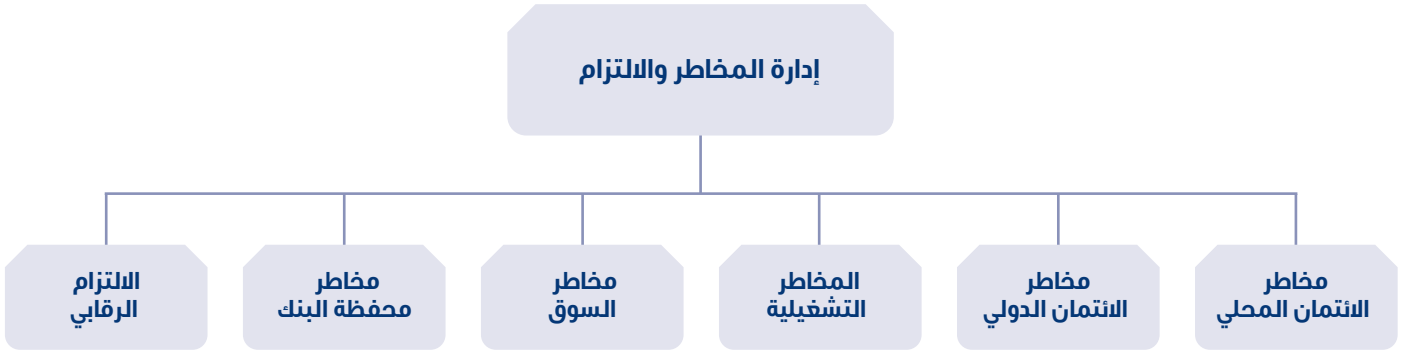 إدارة المخاطر والالتزام
مخاطر
الائتمان المحلي
مخاطر
الائتمان الدولي
المخاطر
التشغيلية
مخاطر
السوق
مخاطر
محفظة البنك
الالتزام
الرقابي